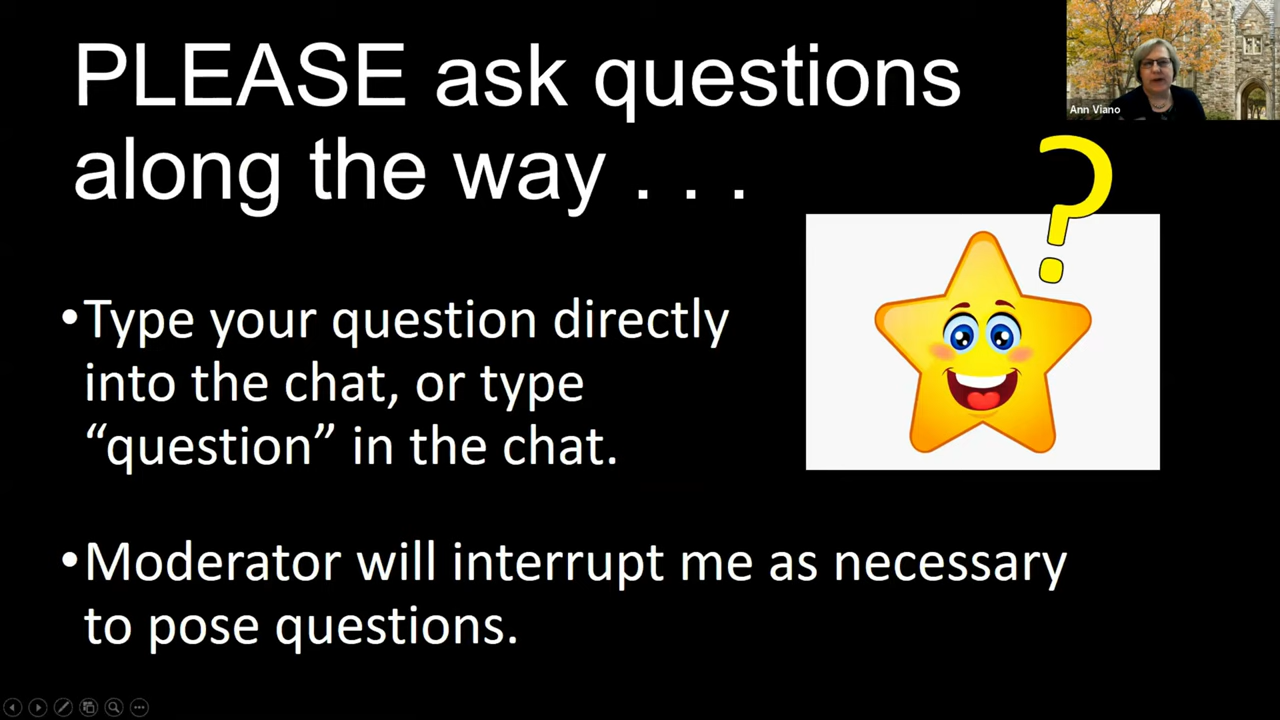 PLEASE ask questions
along the way . . .
Ann Viano
?
•Type your question directly
into the chat, or type
“question” in the chat.
•Moderator will interrupt me as necessary
to pose questions.